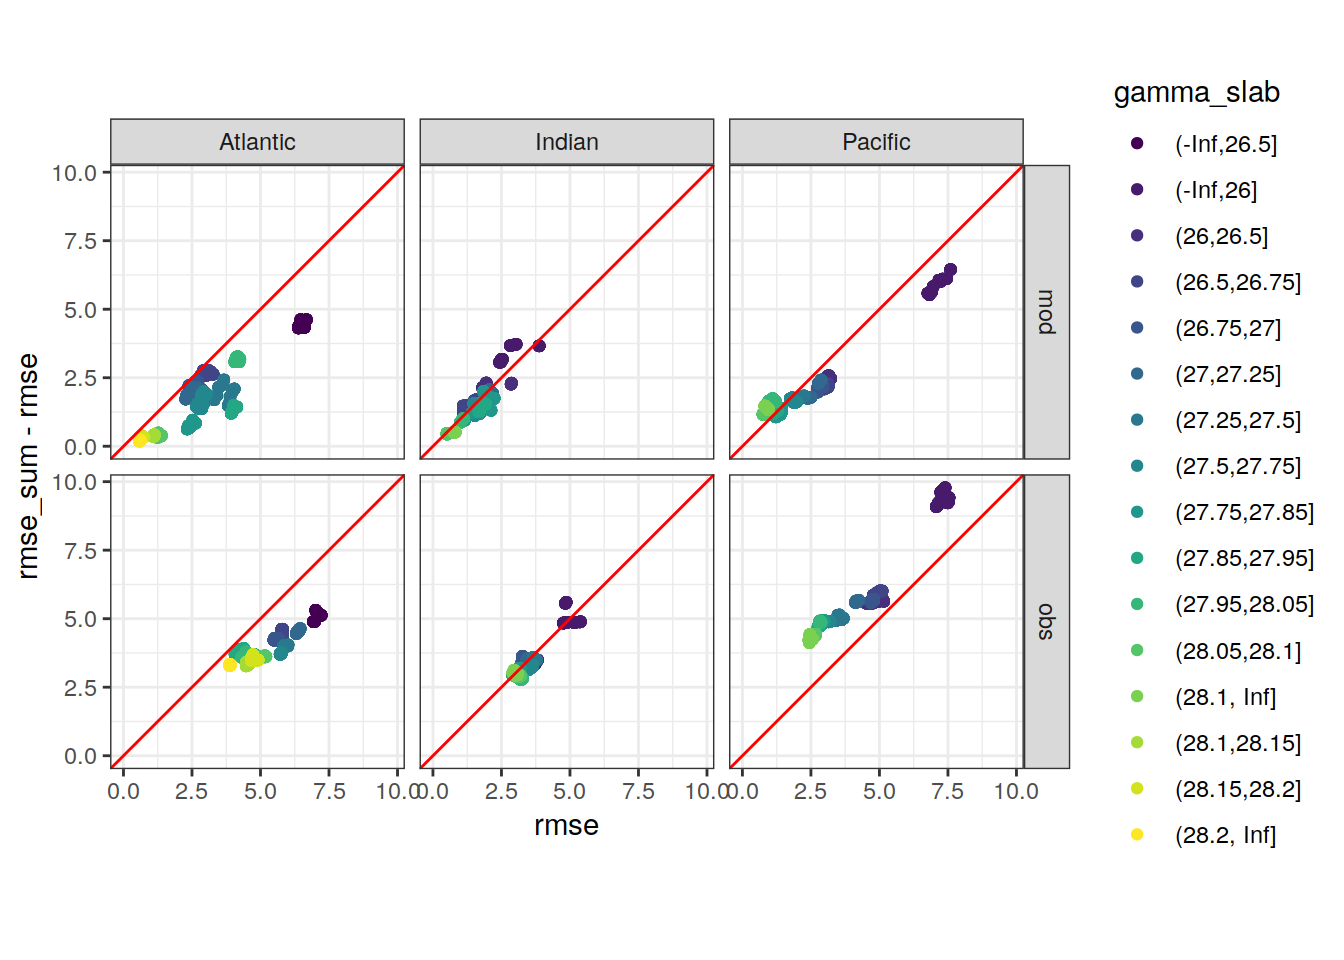 gamma_slab
Atlantic Indian Pacific
(-Inf,26.5]
(-Inf,26]
(26,26.5]
(26.5,26.75]
(26.75,27]
(27,27.25]
(27.25,27.5]
(27.5,27.75]
(27.75,27.85]
(27.85,27.95]
(27.95,28.05]
(28.05,28.1]
(28.1, Inf]
(28.1,28.15]
(28.15,28.2]
(28.2, Inf]
10.0
7.5
5.0
2.5
0.0
mod
10.0
7.5
5.0
2.5
0.0
obs
rmse_sum - rmse
0.0 2.5 5.0 7.5 10.0 0.0 2.5 5.0 7.5 10.0 0.0 2.5 5.0 7.5 10.0
rmse